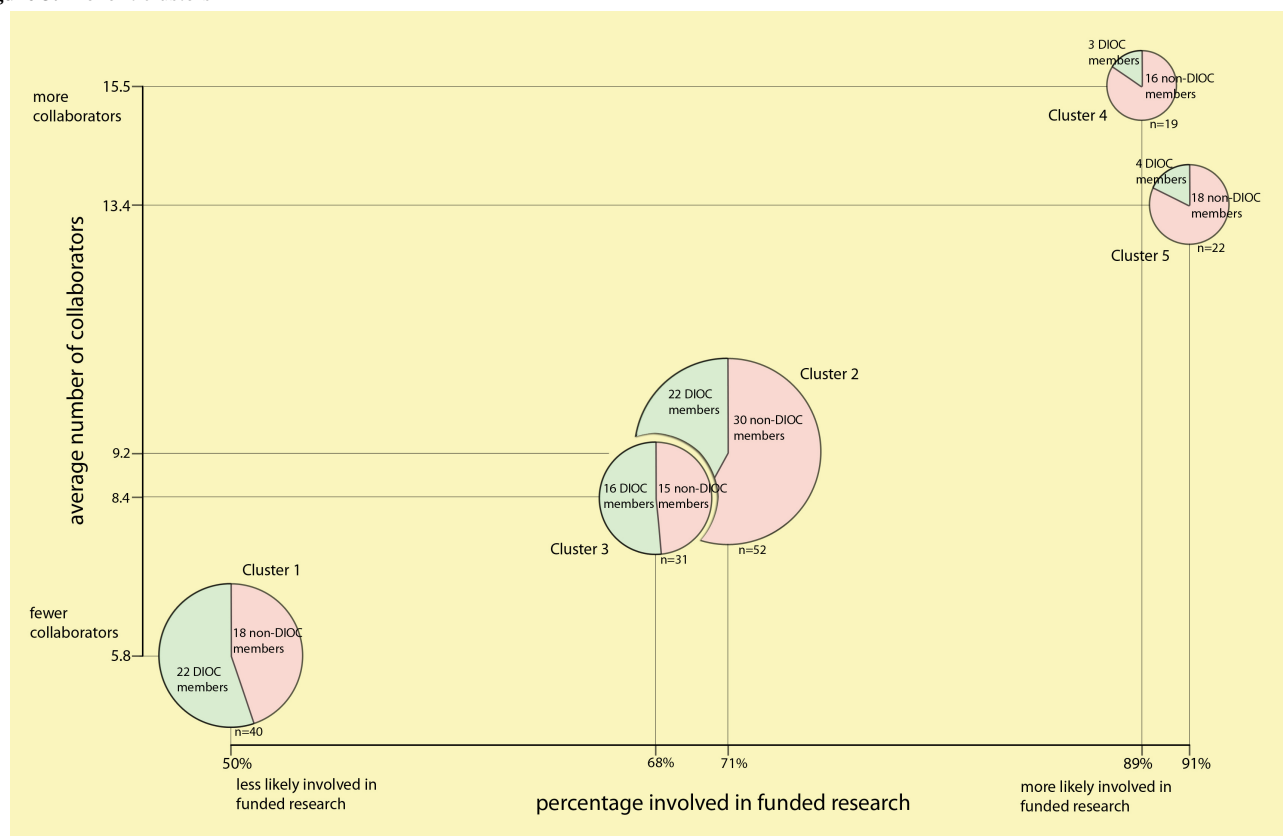 15.5
more
collaborators
13.4
average number of collaborators
9.2
8.4
fewer
collaborators
5.8
3 DIOC
members
16 non-DIOC
members
Cluster 4
n=19
4 DIOC
members
18 non-DIOC
members
Cluster 5
n=22
Cluster 2
22 DIOC
members
30 non-DIOC
members
n=52
16 DIOC
members
15 non-DIOC
members
Cluster 3
n=31
Cluster 1
18 non-DIOC
members
22 DIOC
members
n=40
50%
68%
71%
89%
91%
less likely involved in
funded research
percentage involved in funded research
more likely involved in
funded research